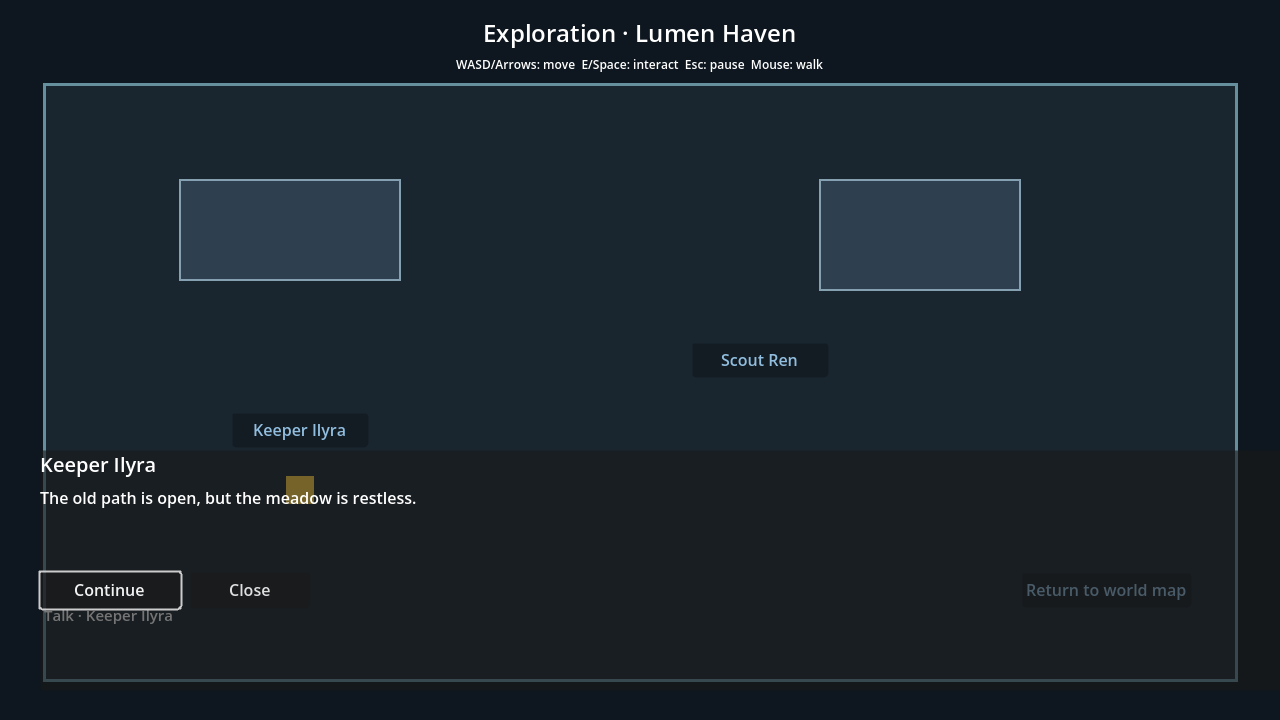 Exploration · Lumen Haven
WASD/Arrows: move  E/Space: interact  Esc: pause  Mouse: walk
Scout Ren
Keeper Ilyra
Keeper Ilyra
The old path is open, but the meadow is restless.
Continue
Close
Return to world map
Talk · Keeper Ilyra